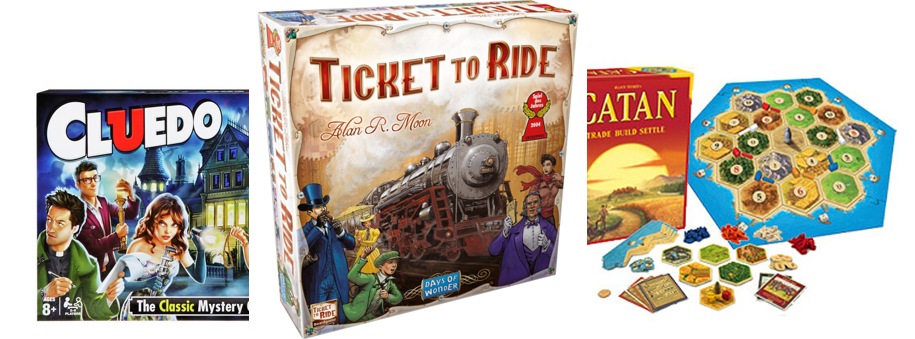 CLUEDO
AGES
8+
PLAYERS
The Classic Mystery
TICKET TO RIDE
TICKET TO RIDE
Alan R. Moon
Spiel des Jahres
2004
DAYS OF
WONDER
TICKET
TO RIDE
CATAN
TRADE BUILD SETTLE